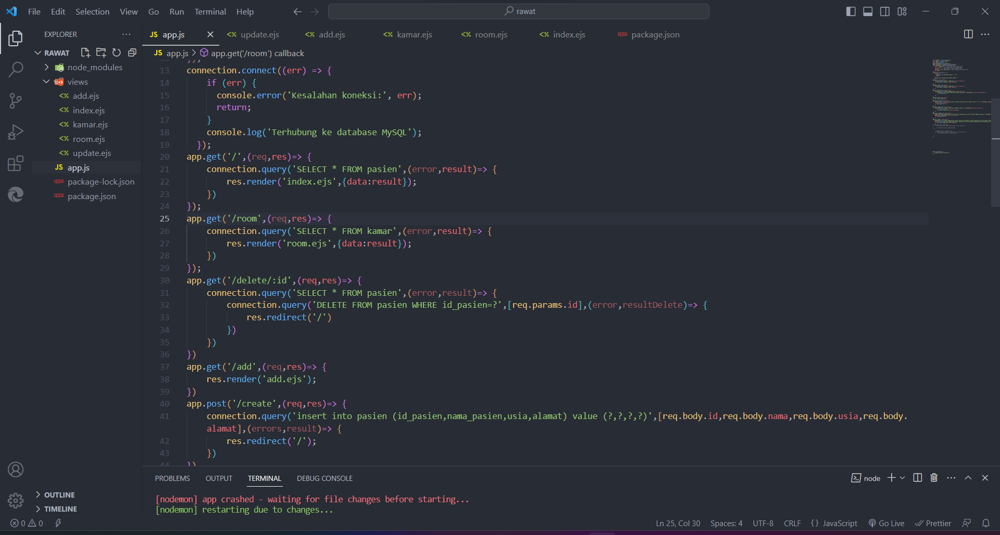 File Edit Selection View Go Run Terminal Help
rawat
EXPLORER
RAWAT
node_modules
views
add.ejs
index.ejs
kamar.ejs
room.ejs
update.ejs
JS app.js
package-lock.json
package.json
OUTLINE
TIMELINE
JS app.js <% update.ejs <% add.ejs <% kamar.ejs <% room.ejs <% index.ejs package.json
JS app.js > app.get('/room') callback
13 connection.connect((err) => {
14 if (err) {
15 console.error('Kesalahan koneksi:', err);
16 return;
17 }
18 console.log('Terhubung ke database MySQL');
19 });
20 app.get('/',(req,res)=> {
21 connection.query('SELECT * FROM pasien',(error,result)=> {
22 res.render('index.ejs',{data:result});
23 })
24 });
25 app.get('/room',(req,res)=> {
26 connection.query('SELECT * FROM kamar',(error,result)=> {
27 res.render('room.ejs',{data:result});
28 })
29 });
30 app.get('/delete/:id',(req,res)=> {
31 connection.query('SELECT * FROM pasien',(error,result)=> {
32 connection.query('DELETE FROM pasien WHERE id_pasien=?',[req.params.id],(error,resultDelete)=> {
33 res.redirect('/')
34 })
35 })
36 })
37 app.get('/add',(req,res)=> {
38 res.render('add.ejs');
39 })
40 app.post('/create',(req,res)=> {
41 connection.query('insert into pasien (id_pasien,nama_pasien,usia,alamat) value (?,?,?,?)',[req.body.id,req.body.nama,req.body.usia,req.body.
alamat],(errors,result)=> {
42 res.redirect('/');
43 })
44 })
PROBLEMS OUTPUT TERMINAL DEBUG CONSOLE
node
[nodemon] app crashed - waiting for file changes before starting...
[nodemon] restarting due to changes...
0 0
Ln 25, Col 30 Spaces: 4 UTF-8 CRLF {} JavaScript Go Live Prettier